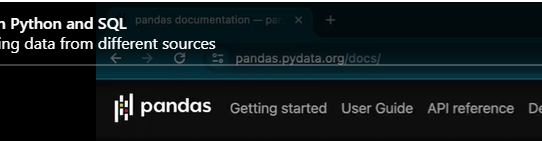 n Python and SQL
ing data from different sources
pandas documentation — pa
pandas.pydata.org/docs/
pandas Getting started User Guide API reference De